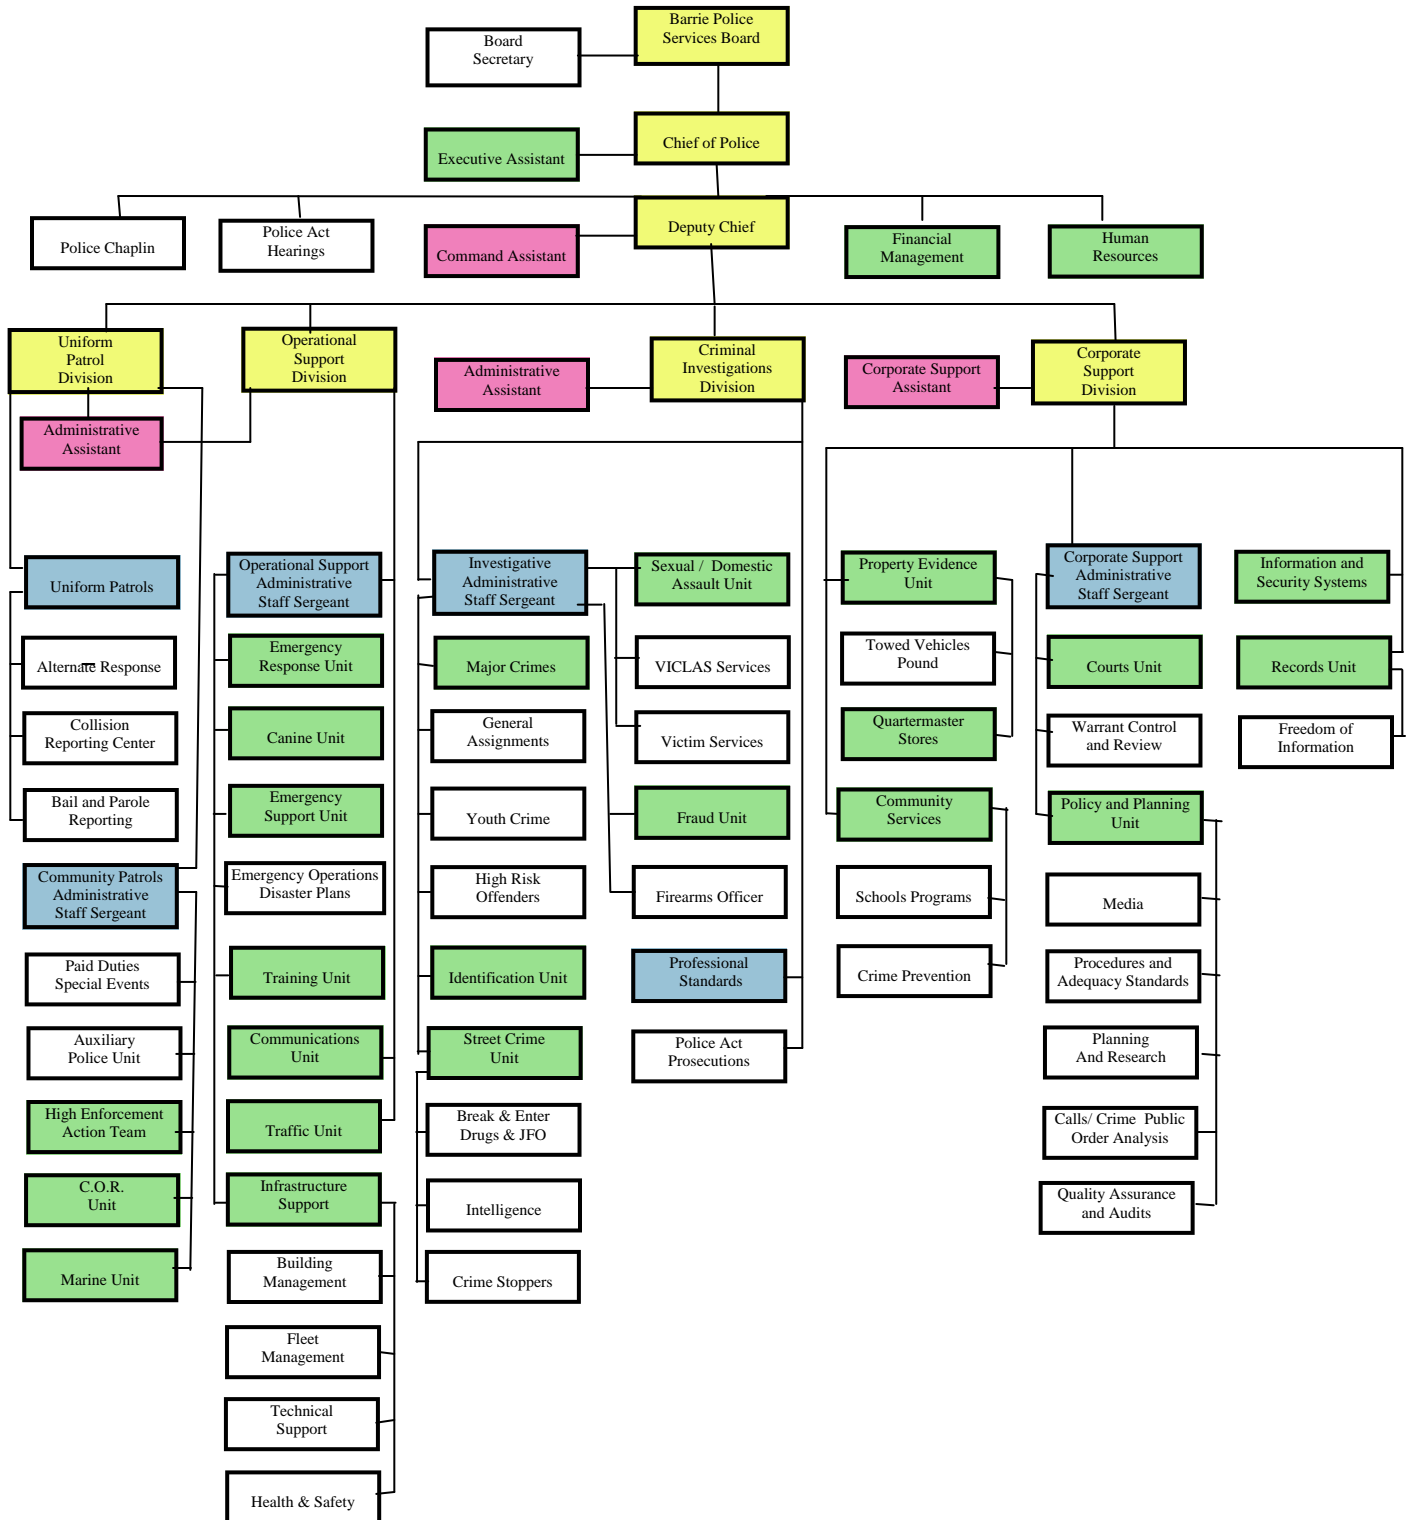 Barrie Police
Services Board
Board
Secretary
Chief of Police
Executive Assistant
Police Chaplin
Police Act
Hearings
Command Assistant
Deputy Chief
Financial
Management
Human
Resources
Uniform
Patrol
Division
Operational
Support
Division
Administrative
Assistant
Criminal
Investigations
Division
Corporate Support
Assistant
Corporate
Support
Division
Administrative
Assistant
Uniform Patrols
Alternate Response
Collision
Reporting Center
Bail and Parole
Reporting
Community Patrols
Administrative
Staff Sergeant
Paid Duties
Special Events
Auxiliary
Police Unit
High Enforcement
Action Team
C.O.R.
Unit
Marine Unit
Operational Support
Administrative
Staff Sergeant
Emergency
Response Unit
Canine Unit
Emergency
Support Unit
Emergency Operations
Disaster Plans
Training Unit
Communications
Unit
Traffic Unit
Infrastructure
Support
Building
Management
Fleet
Management
Technical
Support
Health & Safety
Investigative
Administrative
Staff Sergeant
Major Crimes
General
Assignments
Youth Crime
High Risk
Offenders
Identification Unit
Street Crime
Unit
Break & Enter
Drugs & JFO
Intelligence
Crime Stoppers
Sexual / Domestic
Assault Unit
VICLAS Services
Victim Services
Fraud Unit
Firearms Officer
Professional
Standards
Police Act
Prosecutions
Property Evidence
Unit
Towed Vehicles
Pound
Quartermaster
Stores
Community
Services
Schools Programs
Crime Prevention
Corporate Support
Administrative
Staff Sergeant
Courts Unit
Warrant Control
and Review
Policy and Planning
Unit
Media
Procedures and
Adequacy Standards
Planning
And Research
Calls/ Crime Public
Order Analysis
Quality Assurance
and Audits
Information and
Security Systems
Records Unit
Freedom of
Information